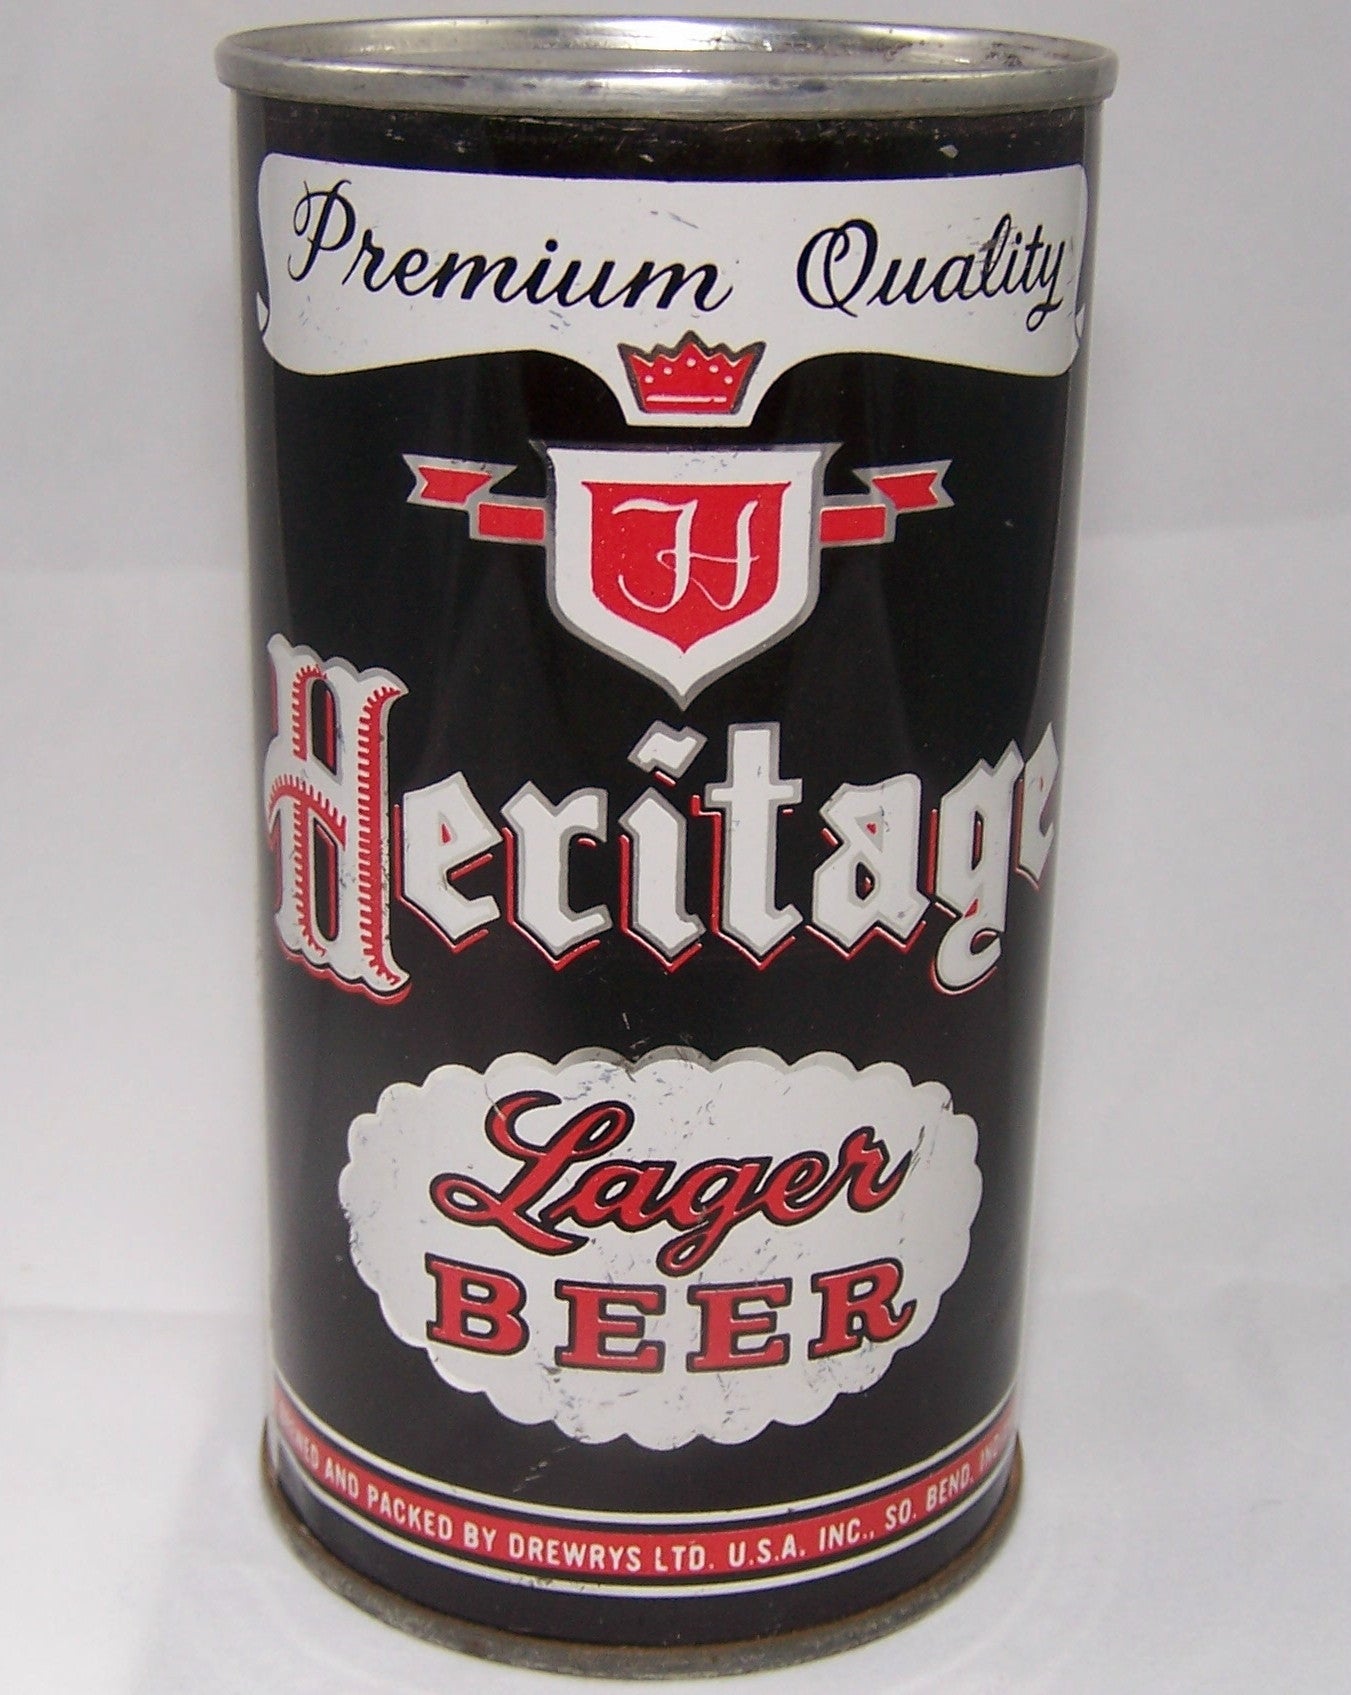 Premium Quality
H
Heritage
Lager
BEER
AND PACKED BY DREWRYS LTD. U.S.A. INC., SO. BEND,